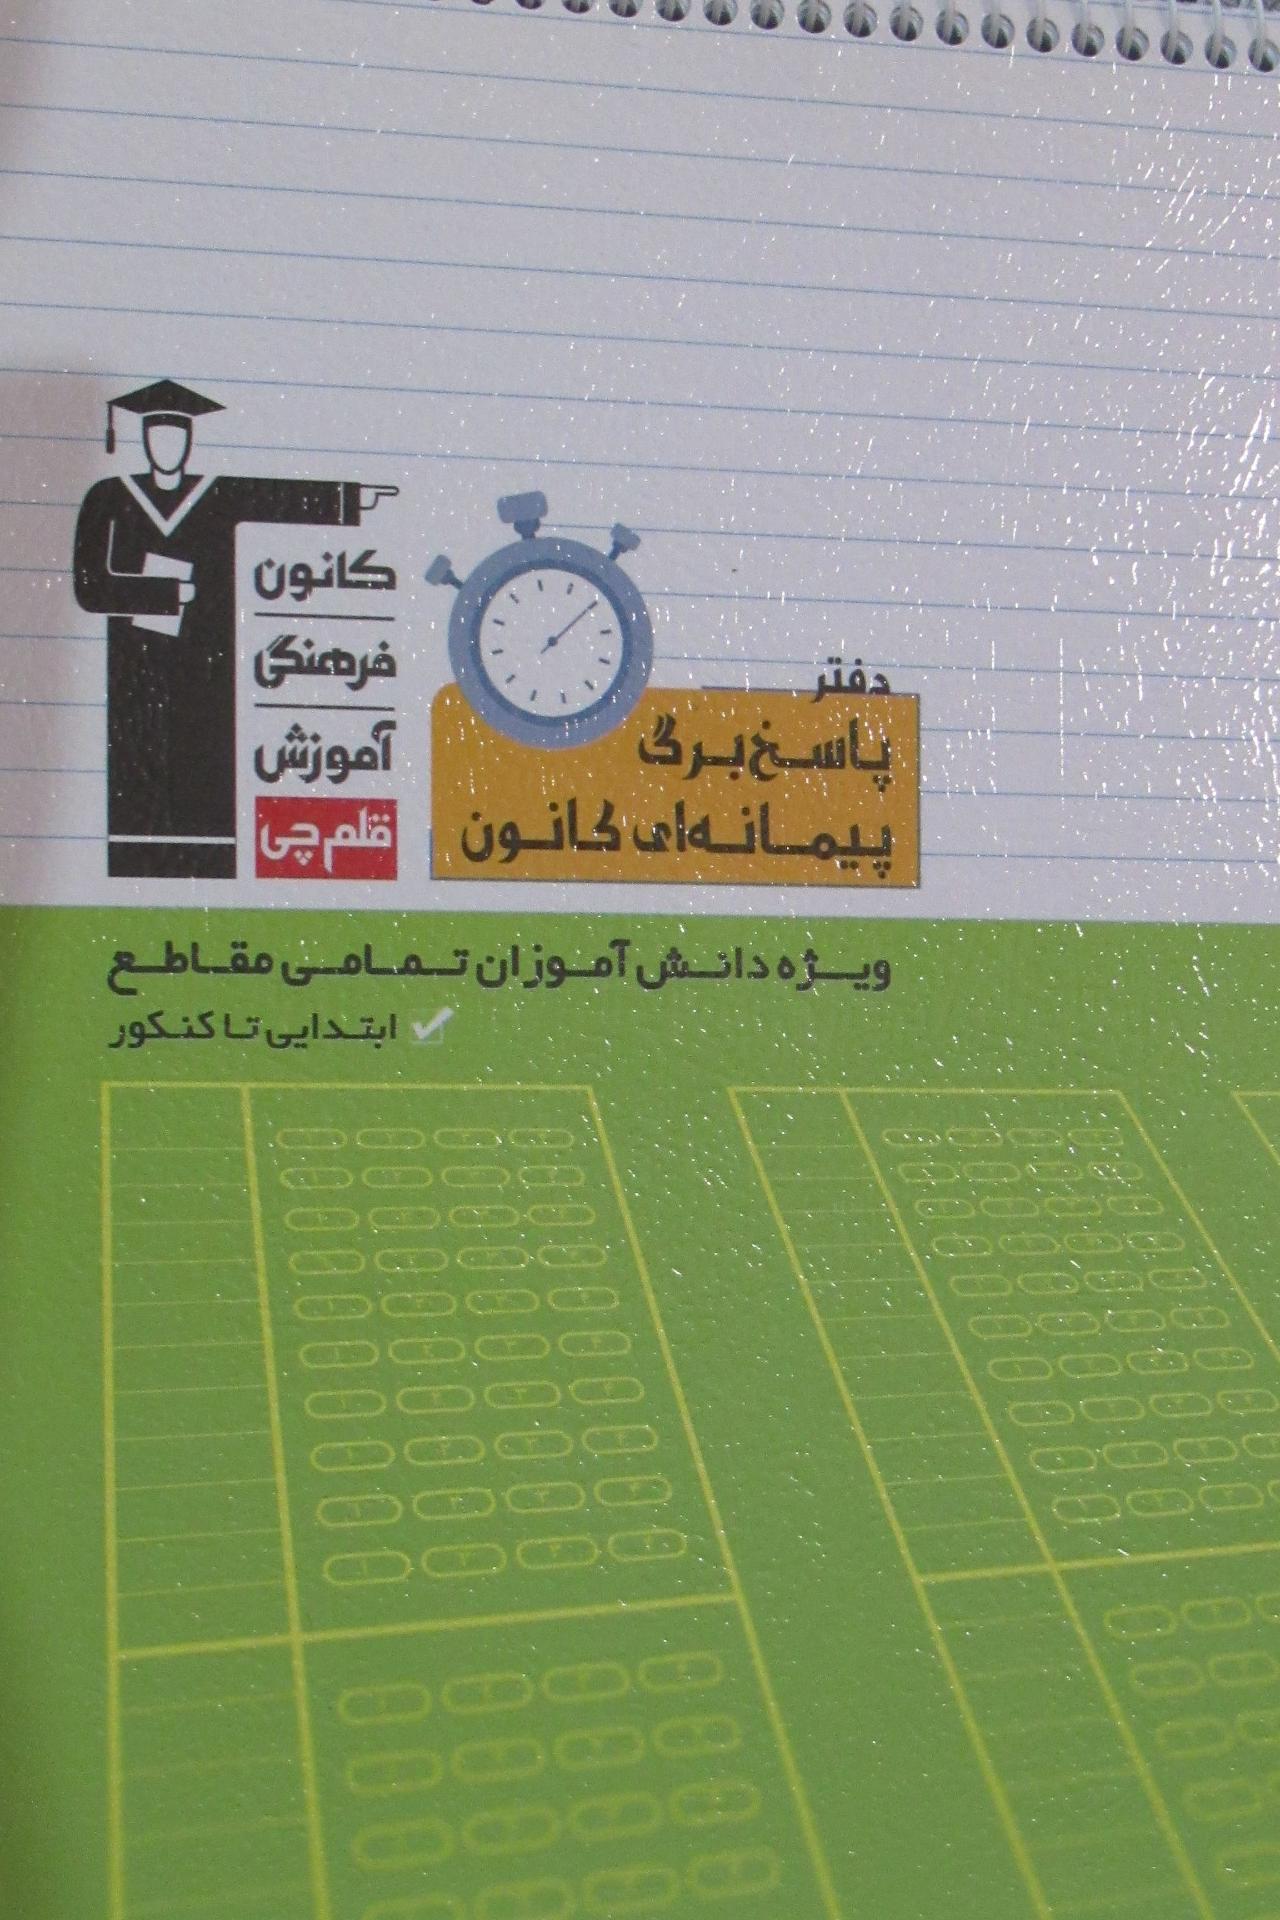 کانون
فرهنگی
آموزش
قلم‌چی
دفتر
پاسخ‌برگ
پیمانه‌ای کانون
ویژه دانش‌آموزان تمامی مقاطع
ابتدایی تا کنکور